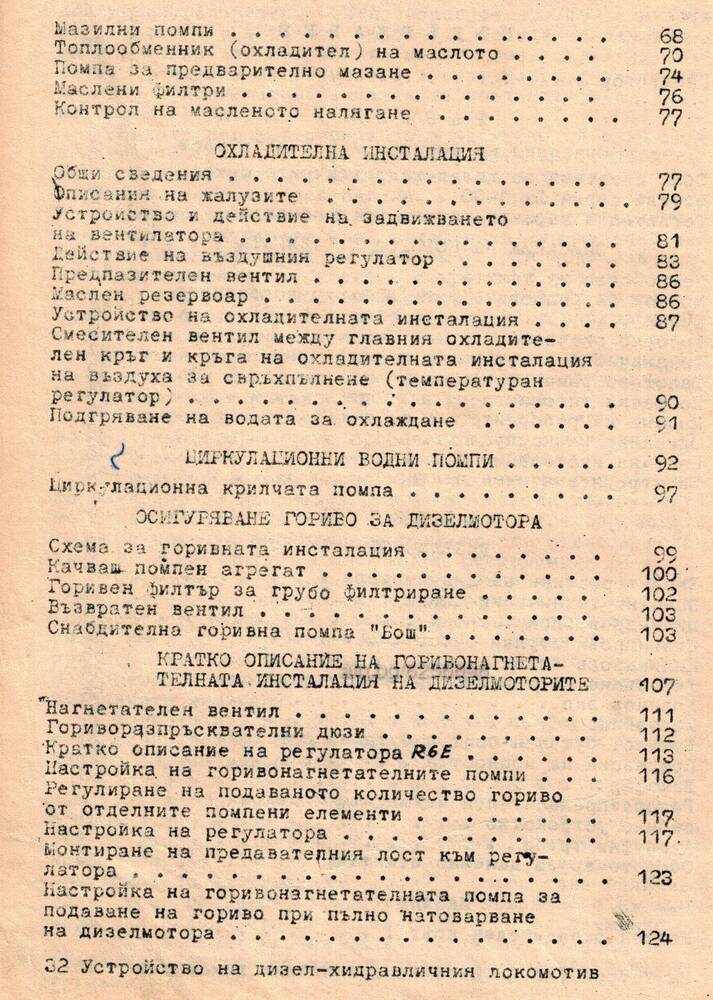 Мазилни помпи . . . . . . . . . . . . . . 68
Топлообменник (охладител) на маслото . . . . 70
Помпа за предварително мазане . . . . . . . 74
Маслени филтри . . . . . . . . . . . . . . 76
Контрол на масленото налягане . . . . . . . 77
ОХЛАДИТЕЛНА ИНСТАЛАЦИЯ
Общи сведения . . . . . . . . . . . . . . 77
Описания на жалузите . . . . . . . . . . . 79
Устройство и действие на задвижването
на вентилатора . . . . . . . . . . . . . . 81
Действие на въздушния регулатор . . . . . . 83
Предпазителен вентил . . . . . . . . . . . 86
Маслен резервоар . . . . . . . . . . . . . 86
Устройство на охладителната инсталация . . . . 87
Смесителен вентил между главния охладите-
лен кръг и кръга на охладителната инсталация
на въздуха за свръхпълнене (температуран
регулатор) . . . . . . . . . . . . . . . . 90
Подгряване на водата за охлаждане . . . . . 91
ЦИРКУЛАЦИОННИ ВОДНИ ПОМПИ . . . . . 92
Циркулационна крилчата помпа . . . . . . . . 97
ОСИГУРЯВАНЕ ГОРИВО ЗА ДИЗЕЛМОТОРА
Схема за горивната инсталация . . . . . . . 99
Качващ помпен агрегат . . . . . . . . . . . 100
Горивен филтър за грубо филтриране . . . . . 102
Възвратен вентил . . . . . . . . . . . . . 103
Снабдителна горивна помпа "Бош" . . . . . . 103
КРАТКО ОПИСАНИЕ НА ГОРИВОНАГНЕТА-
ТЕЛНАТА ИНСТАЛАЦИЯ НА ДИЗЕЛМОТОРИТЕ 107
Нагнетателен вентил . . . . . . . . . . . . 111
Гориворазпръсквателни дюзи . . . . . . . . . 112
Кратко описание на регулатора R6E . . . . . . 113
Настройка на горивонагнетателните помпи . . . 116
Регулиране на подаваното количество гориво
от отделните помпени елементи . . . . . . . 117
Настройка на регулатора . . . . . . . . . . 117
Монтиране на предавателния лост към регу-
латора . . . . . . . . . . . . . . . . . . 123
Настройка на горивонагнетателната помпа за
подаване на гориво при пълно натоварване
на дизелмотора . . . . . . . . . . . . . . 124
32 Устройство на дизел-хидравличния локомотив